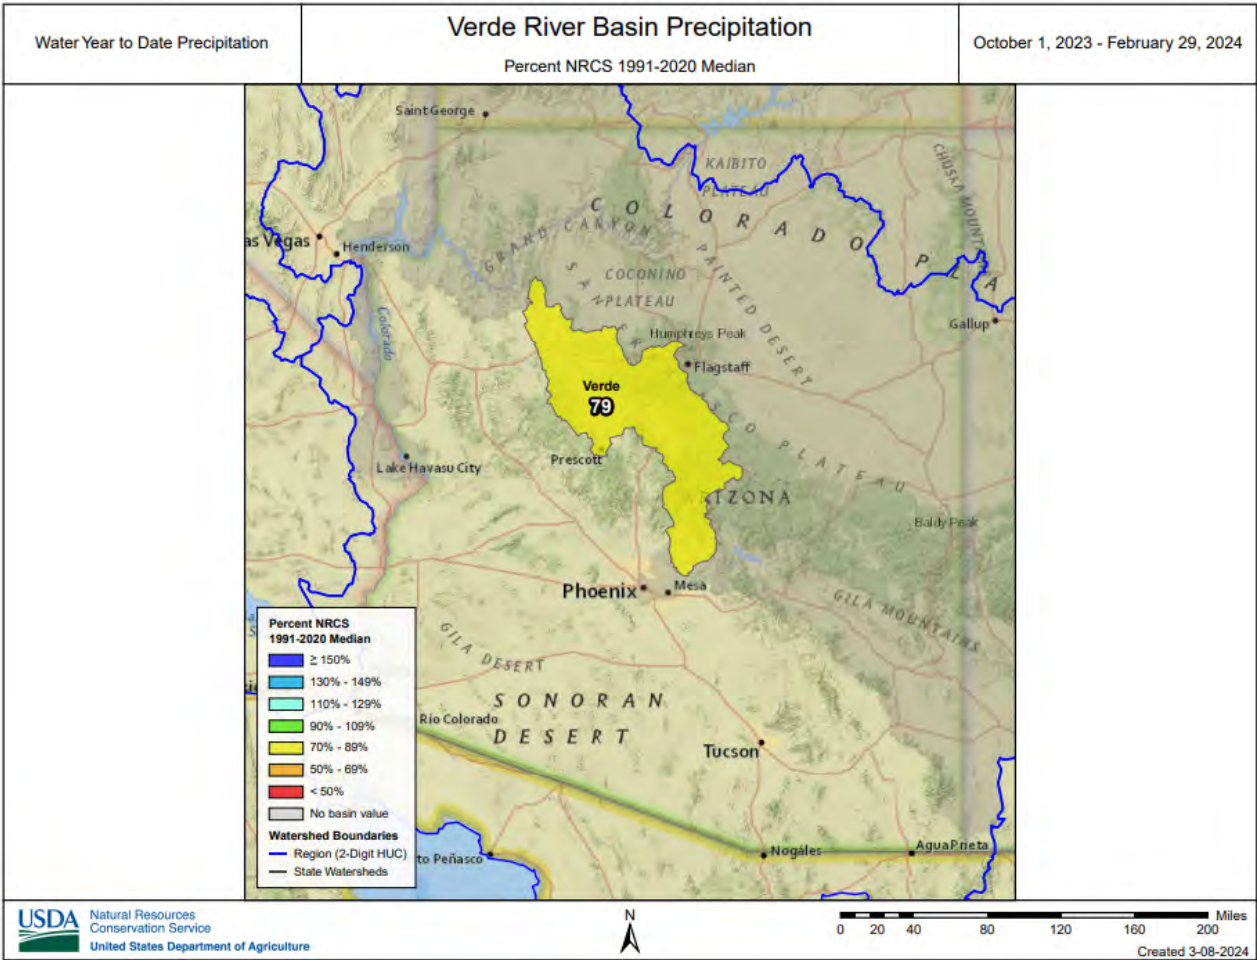 Water Year to Date Precipitation
Verde River Basin Precipitation
Percent NRCS 1991-2020 Median
October 1, 2023 - February 29, 2024
Saint George
KAIBITO
PLATEAU
CHUSKA MOUNT
COLORADO PLA
GRAND CANYON
as Vegas
Henderson
PAINTED DESERT
COCONINO
PLATEAU
SAN
Colorado
Gallup
Humphreys Peak
Flagstaff
Verde
79
SCO PLATEAU
Prescott
Lake Havasu City
ARIZONA
Baldy Peak
Phoenix
Mesa
GILA MOUNTAINS
GILA DESERT
SONORAN
DESERT
Río Colorado
Tucson
Percent NRCS
1991-2020 Median
≥ 150%
130% - 149%
110% - 129%
90% - 109%
70% - 89%
50% - 69%
< 50%
No basin value
Watershed Boundaries
Region (2-Digit HUC)
State Watersheds
to Peñasco
Nogáles
Agua Prieta
USDA
Natural Resources
Conservation Service
United States Department of Agriculture
N
Miles
0 20 40 80 120 160 200
Created 3-08-2024